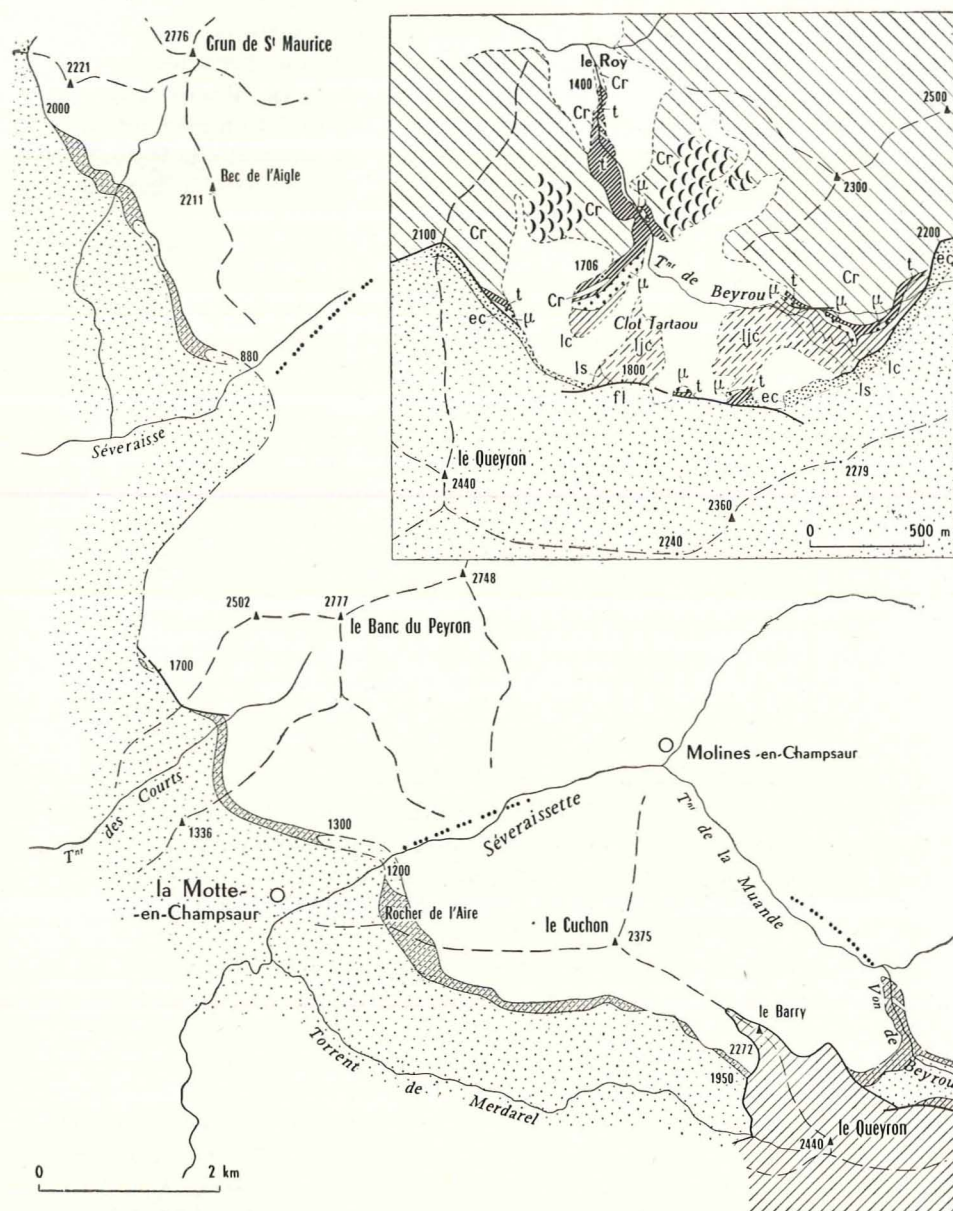 2776
Grun de Sᵗ Maurice
2221
2000
Bec de l'Aigle
2211
880
Séveraisse
le Roy
1400
Cr
Cr
t
t
Cr
Cr
μ
2500
2300
2100
Cr
2200
ec
1706
Tⁿᵗ de Beyrou
μ
t
μ
Cr
t
μ
t
μ
ec
Cr
lc
Clot Tartaou
ljc
ljc
ls
1800
fl
μ
t
μ
t
ec
ls
lc
le Queyron
2440
2360
2279
2240
0 500 m
2748
2502
2777
le Banc du Peyron
1700
Molines-en-Champsaur
Tⁿᵗ des Courts
1336
1300
Séveraissette
1200
la Motte-
-en-Champsaur
Rocher de l'Aire
le Cuchon
2375
Tⁿᵗ de la Muande
Vᵒⁿ de Beyrou
le Barry
2272
1950
Torrent de Merdarel
le Queyron
2440
0 2 km